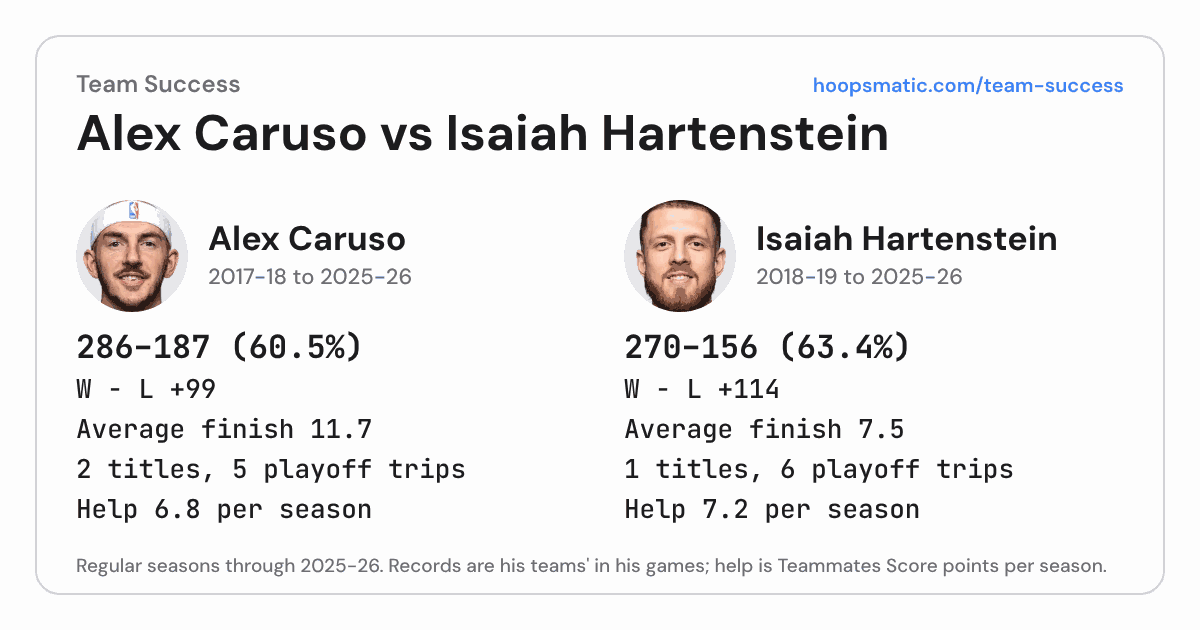 Team Success
hoopsmatic.com/team-success
Alex Caruso vs Isaiah Hartenstein
Alex Caruso
2017-18 to 2025-26
286-187 (60.5%)
W - L +99
Average finish 11.7
2 titles, 5 playoff trips
Help 6.8 per season
Isaiah Hartenstein
2018-19 to 2025-26
270-156 (63.4%)
W - L +114
Average finish 7.5
1 titles, 6 playoff trips
Help 7.2 per season
Regular seasons through 2025-26. Records are his teams' in his games; help is Teammates Score points per season.